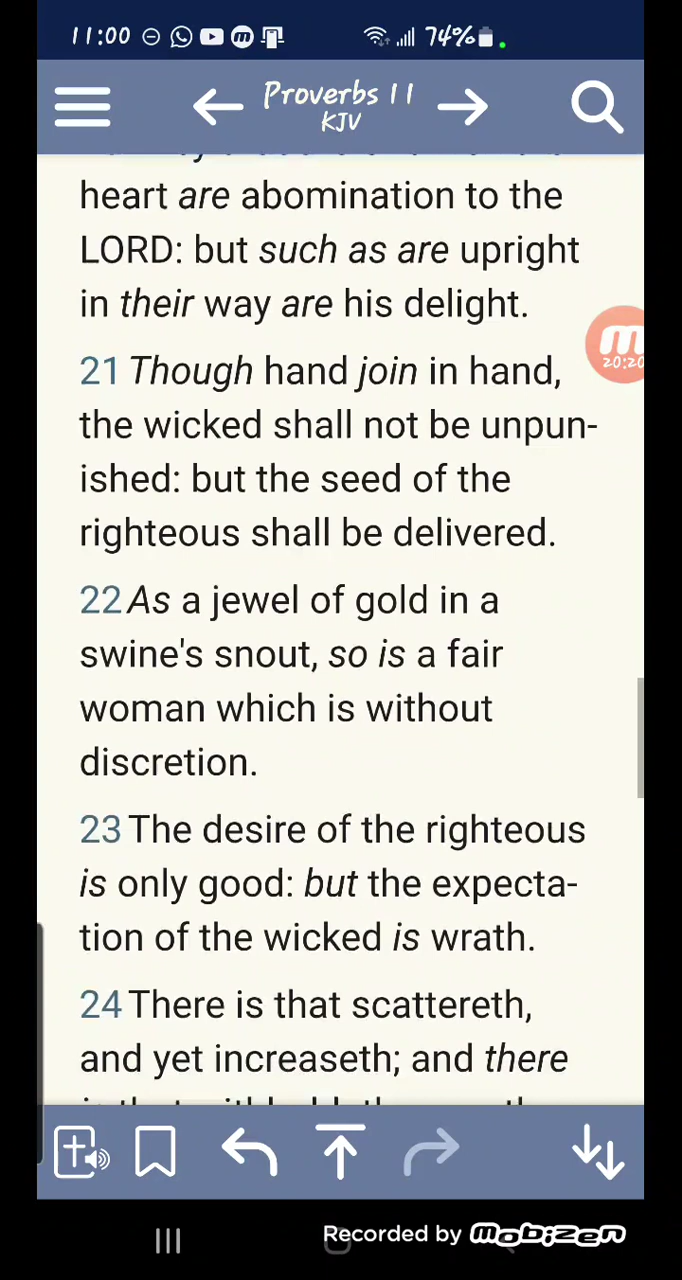 11:00 74%
Proverbs 11
KJV
heart are abomination to the
LORD: but such as are upright
in their way are his delight.
20:20
21 Though hand join in hand,
the wicked shall not be unpun-
ished: but the seed of the
righteous shall be delivered.
22 As a jewel of gold in a
swine's snout, so is a fair
woman which is without
discretion.
23 The desire of the righteous
is only good: but the expecta-
tion of the wicked is wrath.
24 There is that scattereth,
and yet increaseth; and there
Recorded by mobizen